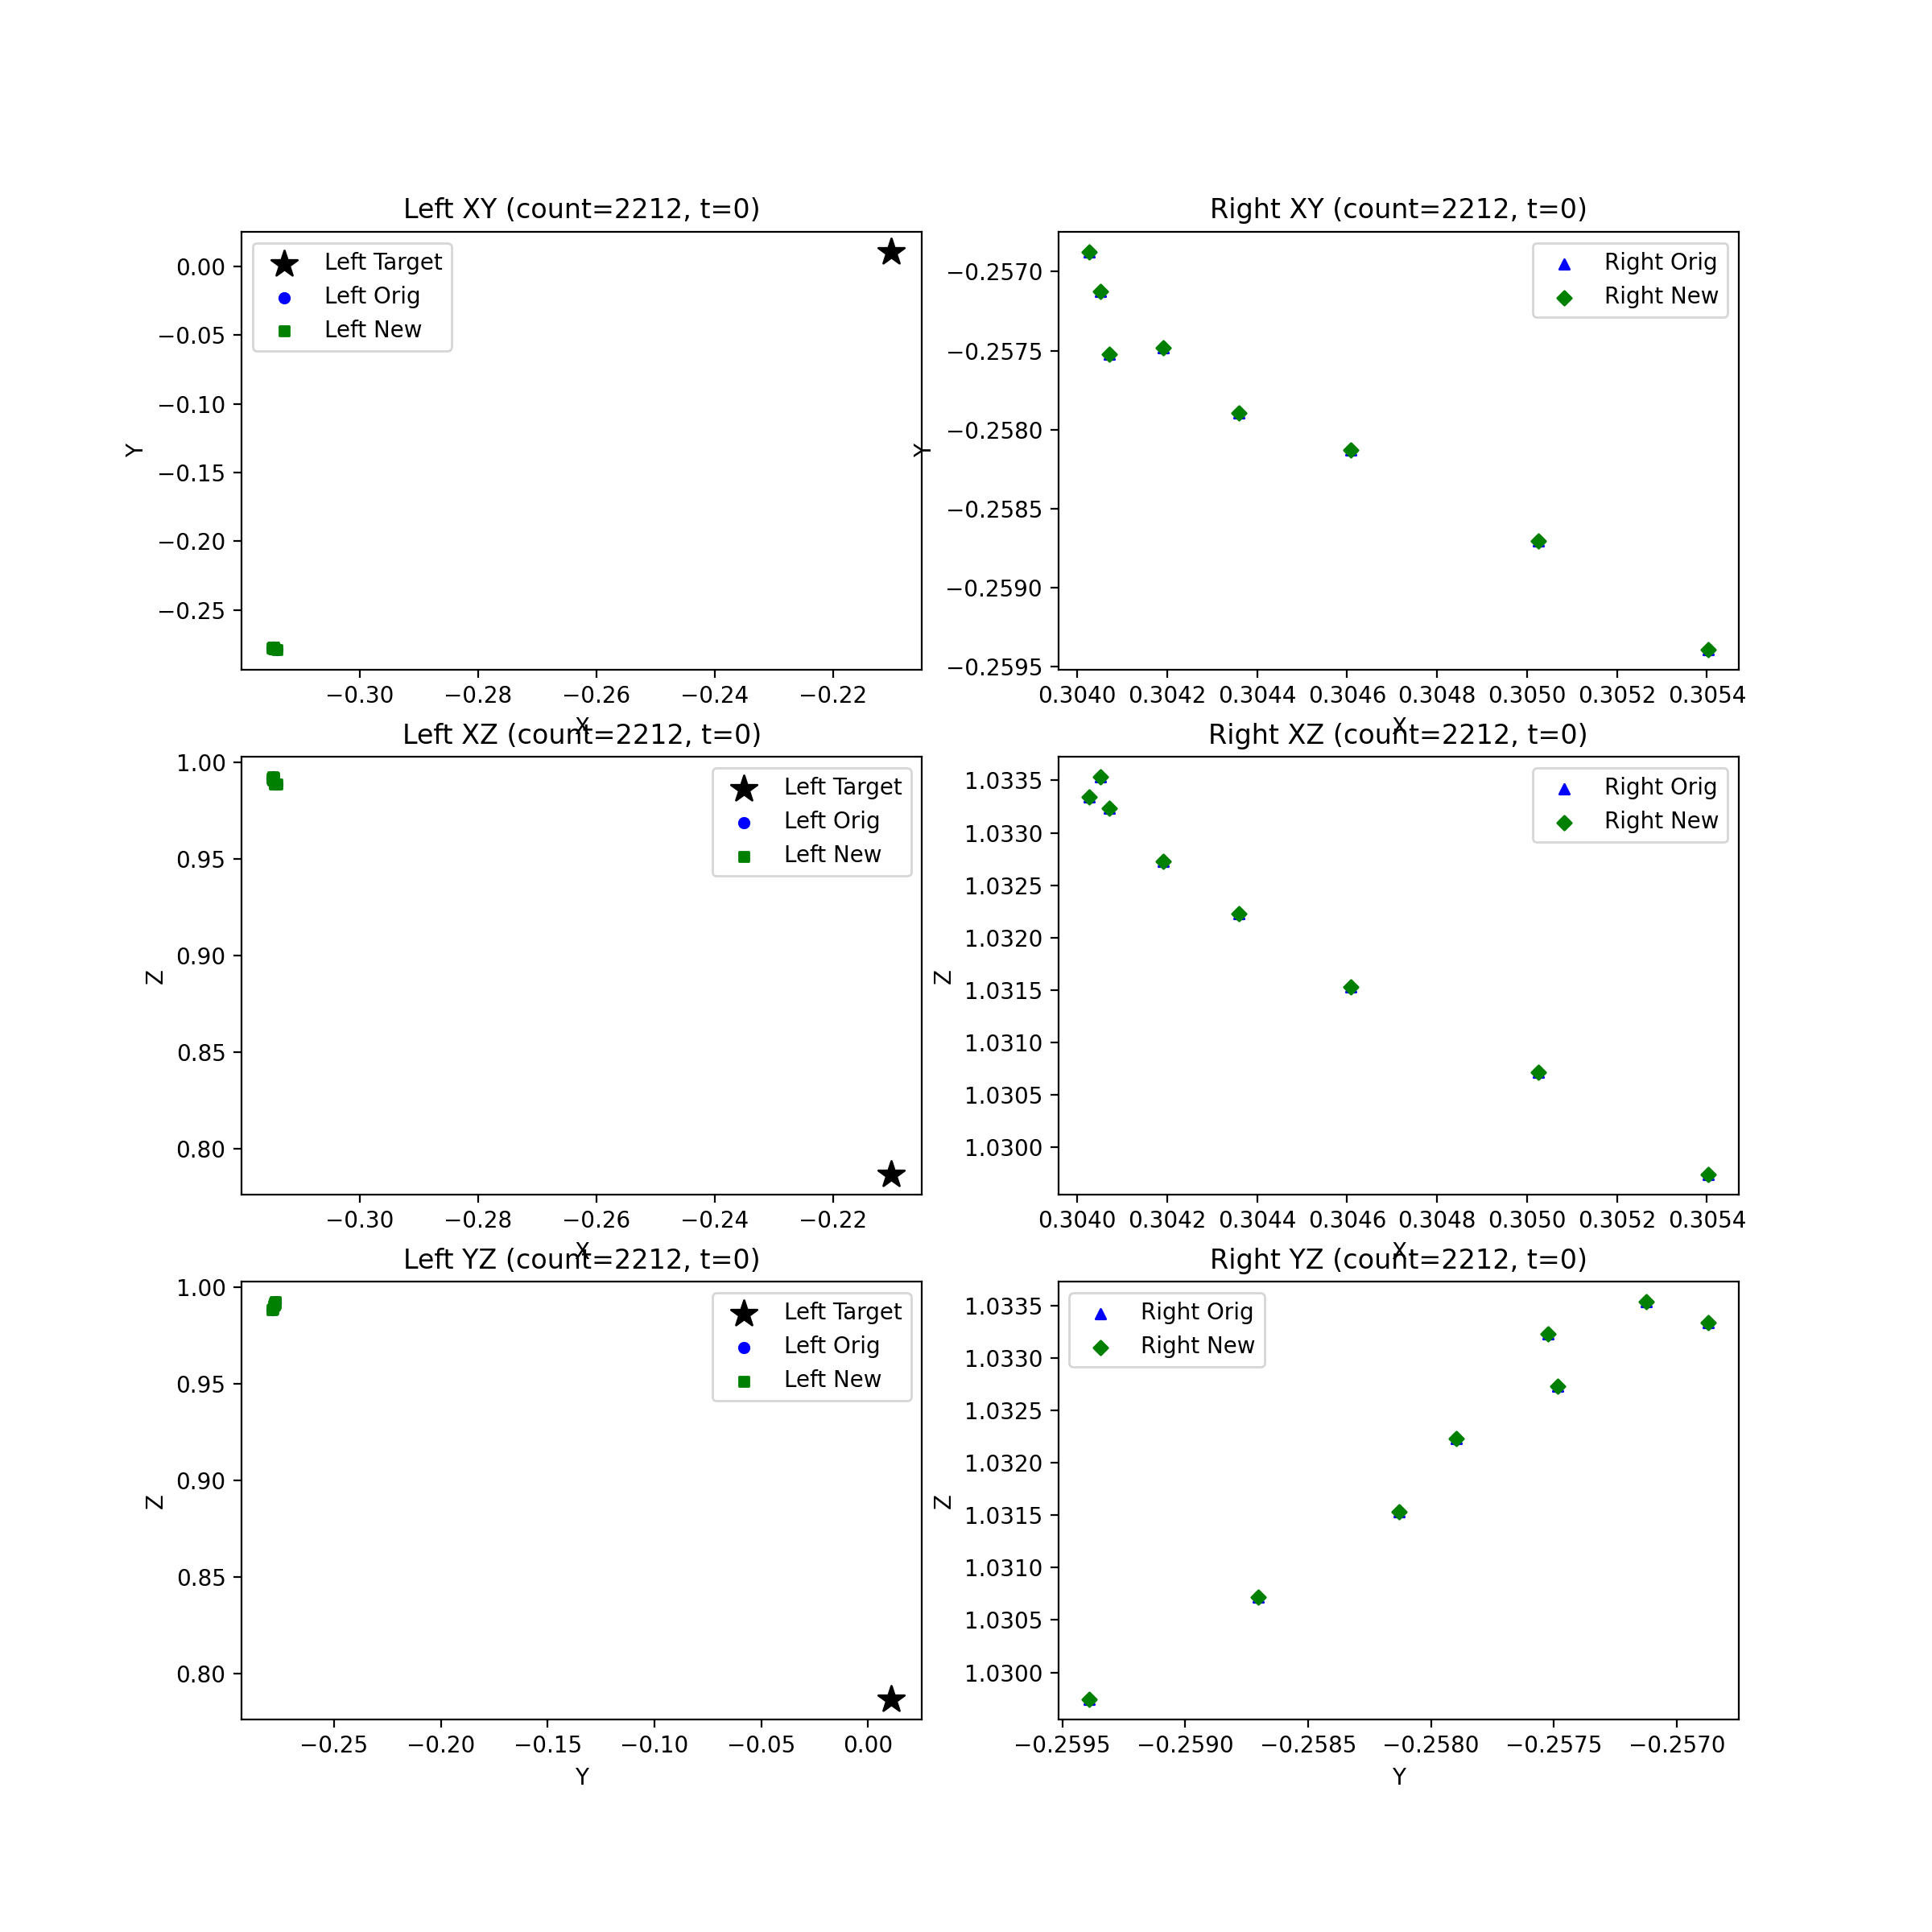 Left XY (count=2212, t=0)
Left Target
Left Orig
Left New
0.00
−0.05
−0.10
−0.15
−0.20
−0.25
Y
−0.30 −0.28 −0.26 −0.24 −0.22
X
Right XY (count=2212, t=0)
Right Orig
Right New
−0.2570
−0.2575
−0.2580
−0.2585
−0.2590
−0.2595
Y
0.3040 0.3042 0.3044 0.3046 0.3048 0.3050 0.3052 0.3054
X
Left XZ (count=2212, t=0)
Left Target
Left Orig
Left New
1.00
0.95
0.90
0.85
0.80
Z
−0.30 −0.28 −0.26 −0.24 −0.22
X
Right XZ (count=2212, t=0)
Right Orig
Right New
1.0335
1.0330
1.0325
1.0320
1.0315
1.0310
1.0305
1.0300
Z
0.3040 0.3042 0.3044 0.3046 0.3048 0.3050 0.3052 0.3054
X
Left YZ (count=2212, t=0)
Left Target
Left Orig
Left New
1.00
0.95
0.90
0.85
0.80
Z
−0.25 −0.20 −0.15 −0.10 −0.05 0.00
Y
Right YZ (count=2212, t=0)
Right Orig
Right New
1.0335
1.0330
1.0325
1.0320
1.0315
1.0310
1.0305
1.0300
Z
−0.2595 −0.2590 −0.2585 −0.2580 −0.2575 −0.2570
Y